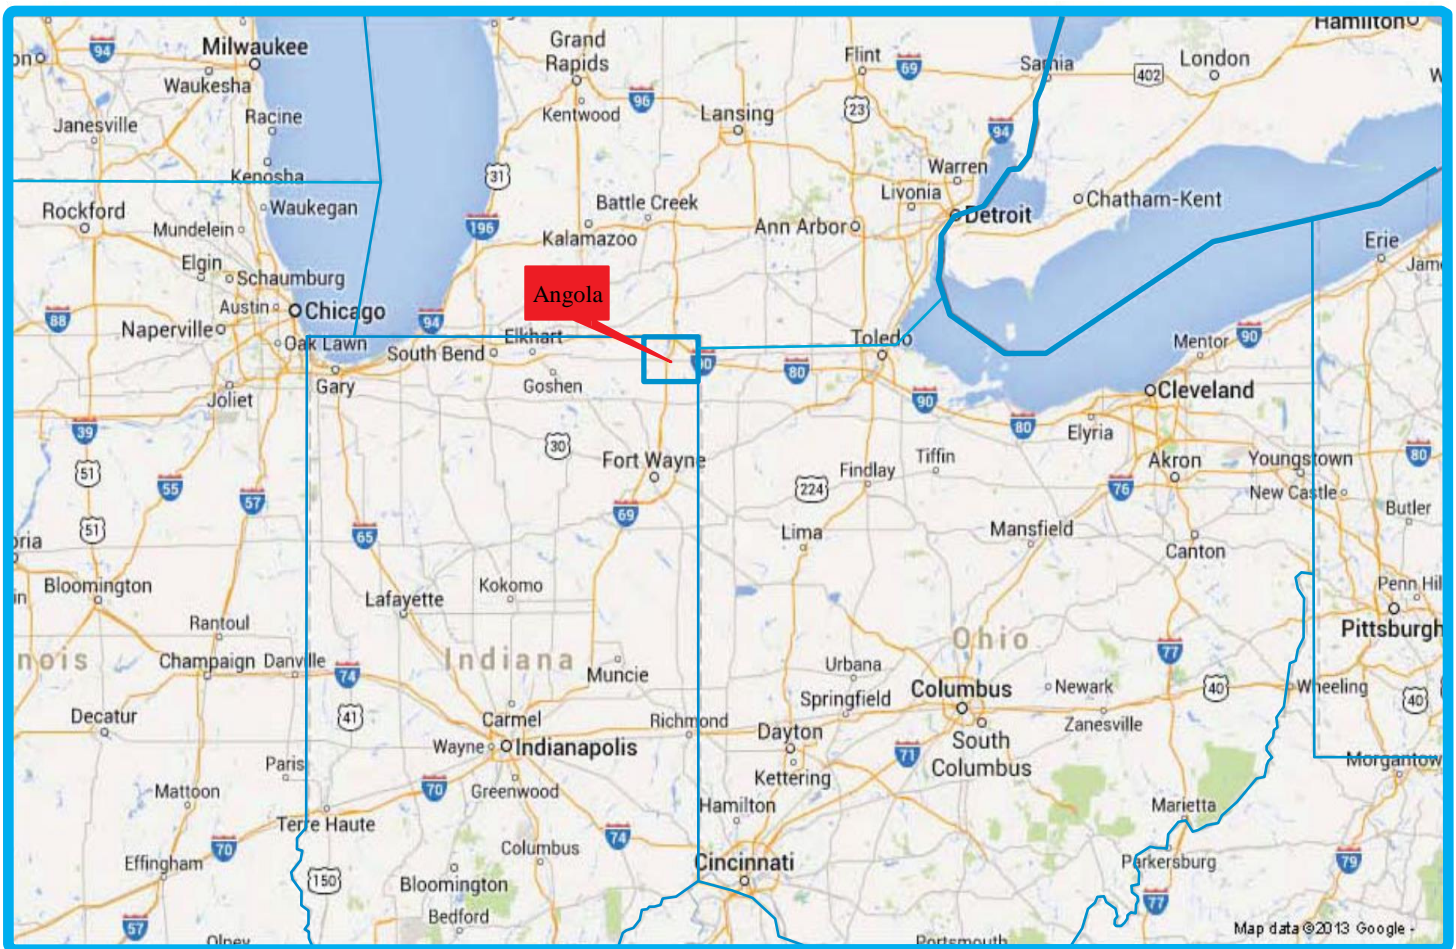 Hamilton
94
Milwaukee
Grand
Rapids
Flint
69
Sarnia
402
London
Waukesha
96
Kentwood
Lansing
23
Janesville
Racine
94
Kenosha
31
Warren
Livonia
Rockford
Waukegan
Battle Creek
Chatham-Kent
Mundelein
196
Kalamazoo
Ann Arbor
Detroit
Erie
Jam
Elgin
Schaumburg
Angola
Austin
Chicago
88
Naperville
94
Oak Lawn
South Bend
Elkhart
Toledo
Mentor
90
90
80
Gary
Goshen
Joliet
90
Cleveland
39
80
Elyria
30
51
Fort Wayne
Tiffin
Akron
Youngstown
80
55
57
Findlay
224
76
New Castle
69
Butler
51
65
Lima
Mansfield
Canton
ria
Bloomington
in
Kokomo
Lafayette
Penn Hil
Rantoul
Pittsburgh
nois
Champaign
Danville
74
Indiana
Muncie
Ohio
Urbana
77
Columbus
Newark
40
Wheeling
Springfield
40
Decatur
41
Carmel
Richmond
Dayton
Zanesville
Wayne
Indianapolis
South
Columbus
71
Paris
Kettering
Morgantow
Mattoon
70
Greenwood
Hamilton
Marietta
Terre Haute
74
70
Effingham
Columbus
Cincinnati
Parkersburg
79
150
Bloomington
77
Bedford
57
Olney
Portsmouth
Map data ©2013 Google -